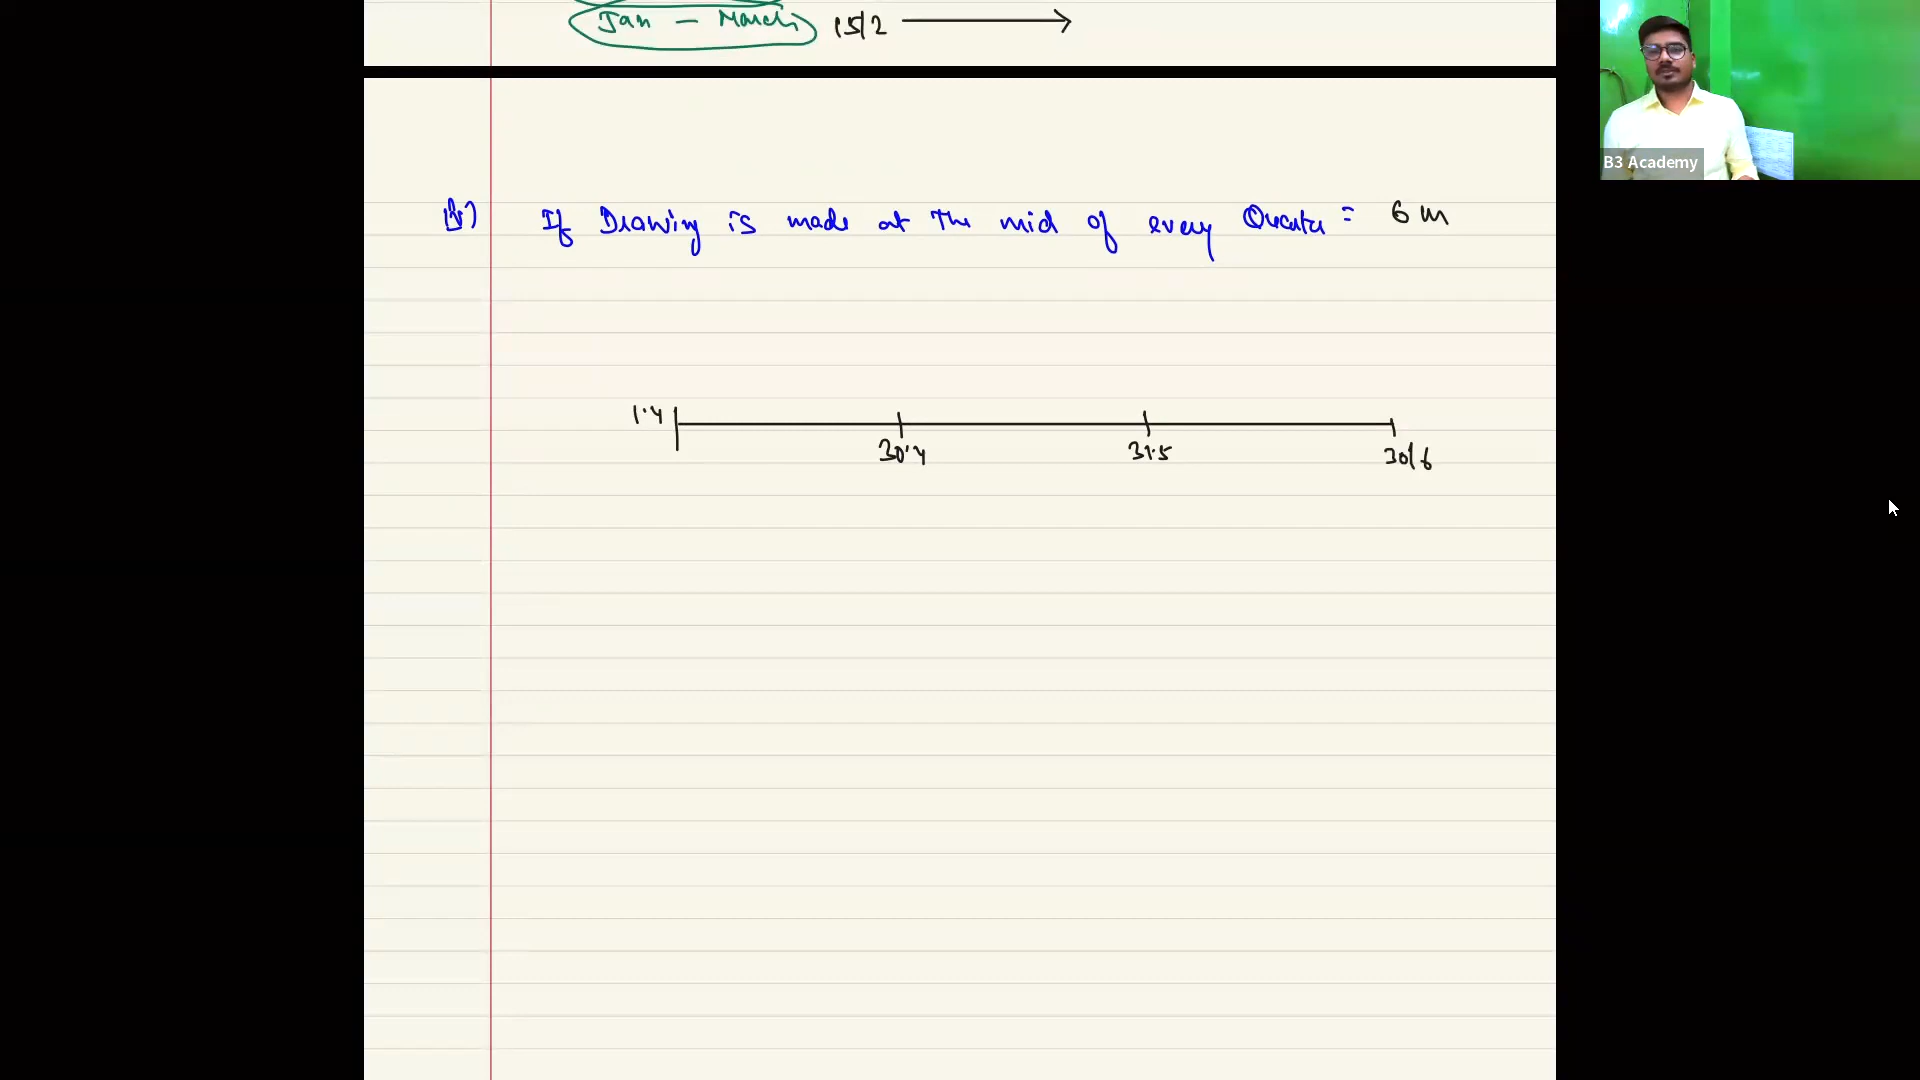 Jan - March 15/2
B3 Academy
If Drawing is made at the mid of every Quarter = 6 m
1.4
30.4 31.5 30/6